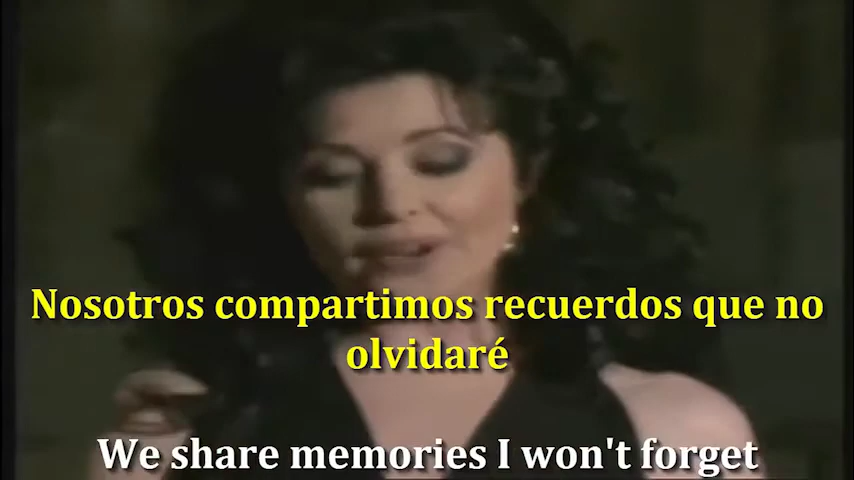 Nosotros compartimos recuerdos que no
olvidaré
We share memories I won't forget